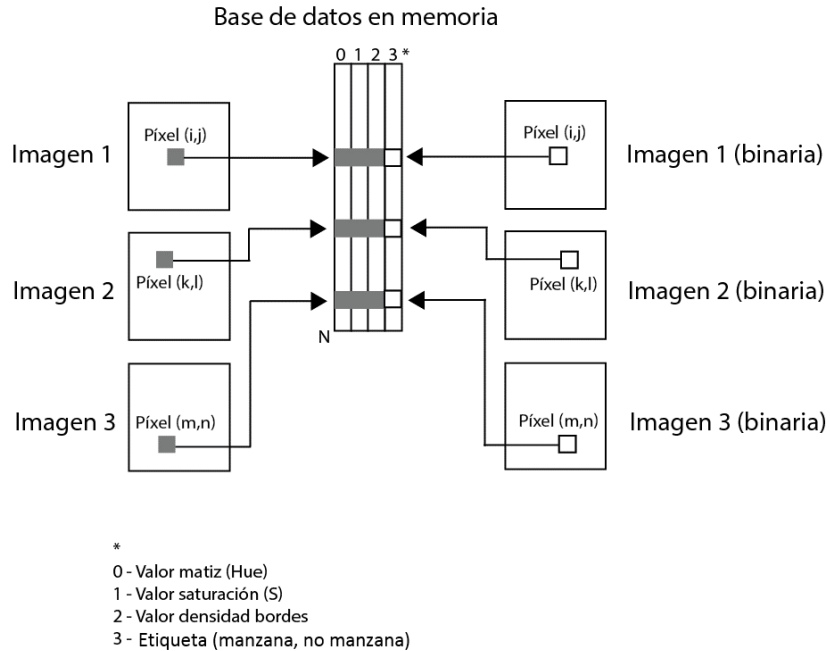 Base de datos en memoria
0 1 2 3 *
Imagen 1
Píxel (i,j)
Píxel (i,j)
Imagen 1 (binaria)
Imagen 2
Píxel (k,l)
Píxel (k,l)
Imagen 2 (binaria)
N
Imagen 3
Píxel (m,n)
Píxel (m,n)
Imagen 3 (binaria)
*
0 - Valor matiz (Hue)
1 - Valor saturación (S)
2 - Valor densidad bordes
3 - Etiqueta (manzana, no manzana)